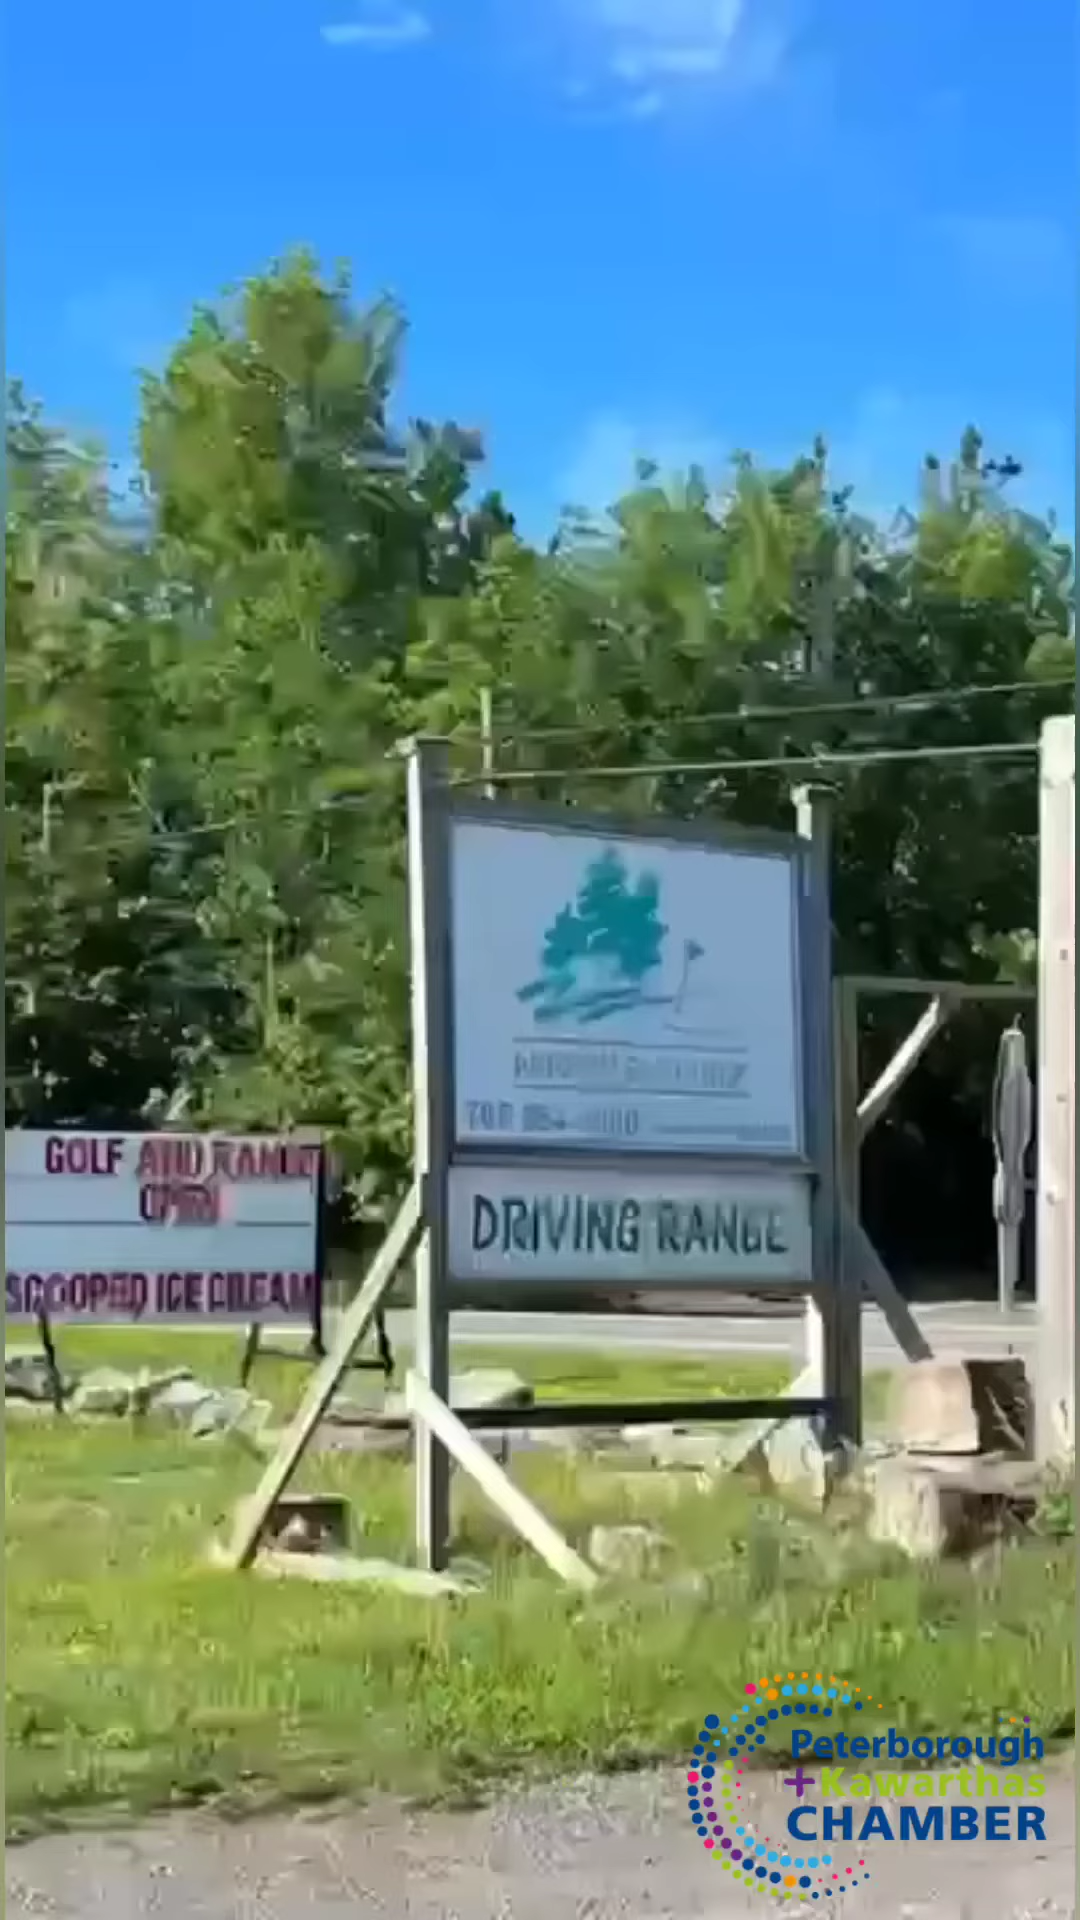 GOLF AND RANGE
OPEN
SCOOPED ICE CREAM
DRIVING RANGE
Peterborough
+Kawarthas
CHAMBER